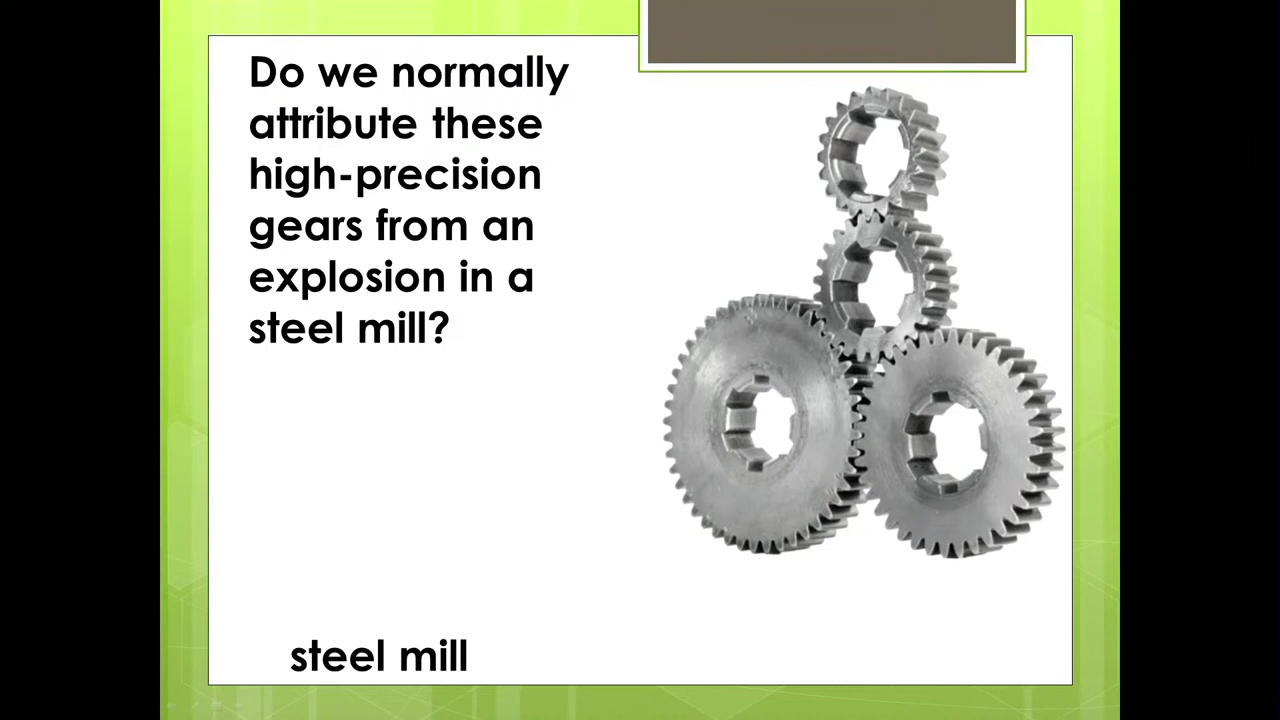 Do we normally
attribute these
high-precision
gears from an
explosion in a
steel mill?
steel mill